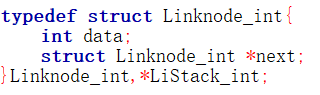 typedef struct Linknode_int{
    int data;
    struct Linknode_int *next;
}Linknode_int,*LiStack_int;